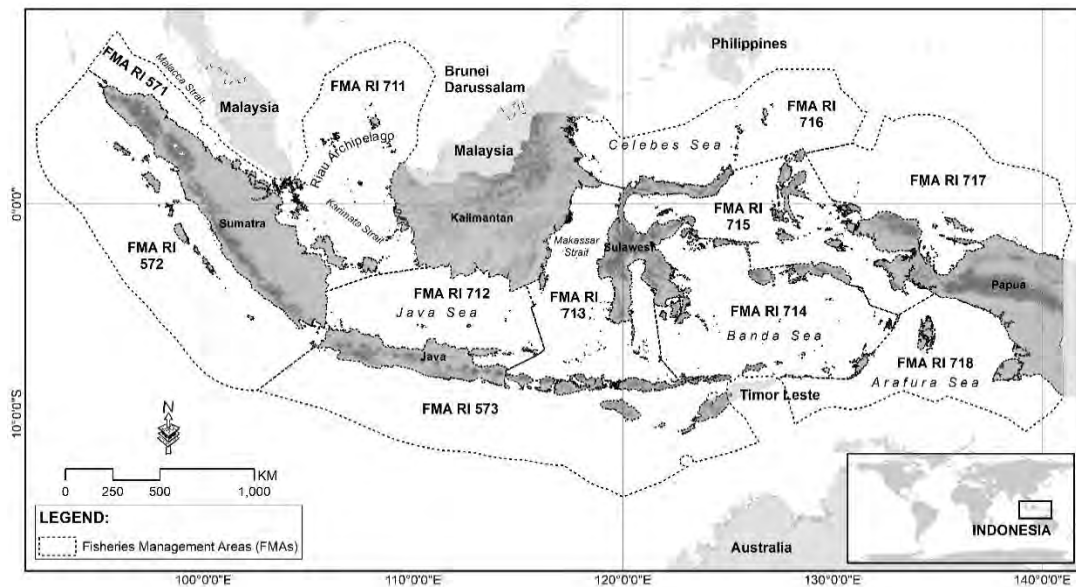 Philippines
FMA RI 571
Malacca Strait
FMA RI 711
Brunei
Darussalam
Malaysia
FMA RI
716
Celebes Sea
Riau Archipelago
Malaysia
FMA RI 717
0°0'0"
Sumatra
Karimata Strait
Kalimantan
FMA RI
715
Makassar
Strait
Sulawesi
FMA RI
572
Papua
FMA RI 712
Java Sea
FMA RI
713
FMA RI 714
Banda Sea
Java
FMA RI 718
Arafura Sea
Timor Leste
FMA RI 573
10°0'0"S
N
KM
0 250 500 1,000
LEGEND:
Fisheries Management Areas (FMAs)
INDONESIA
Australia
100°0'0"E 110°0'0"E 120°0'0"E 130°0'0"E 140°0'0"E